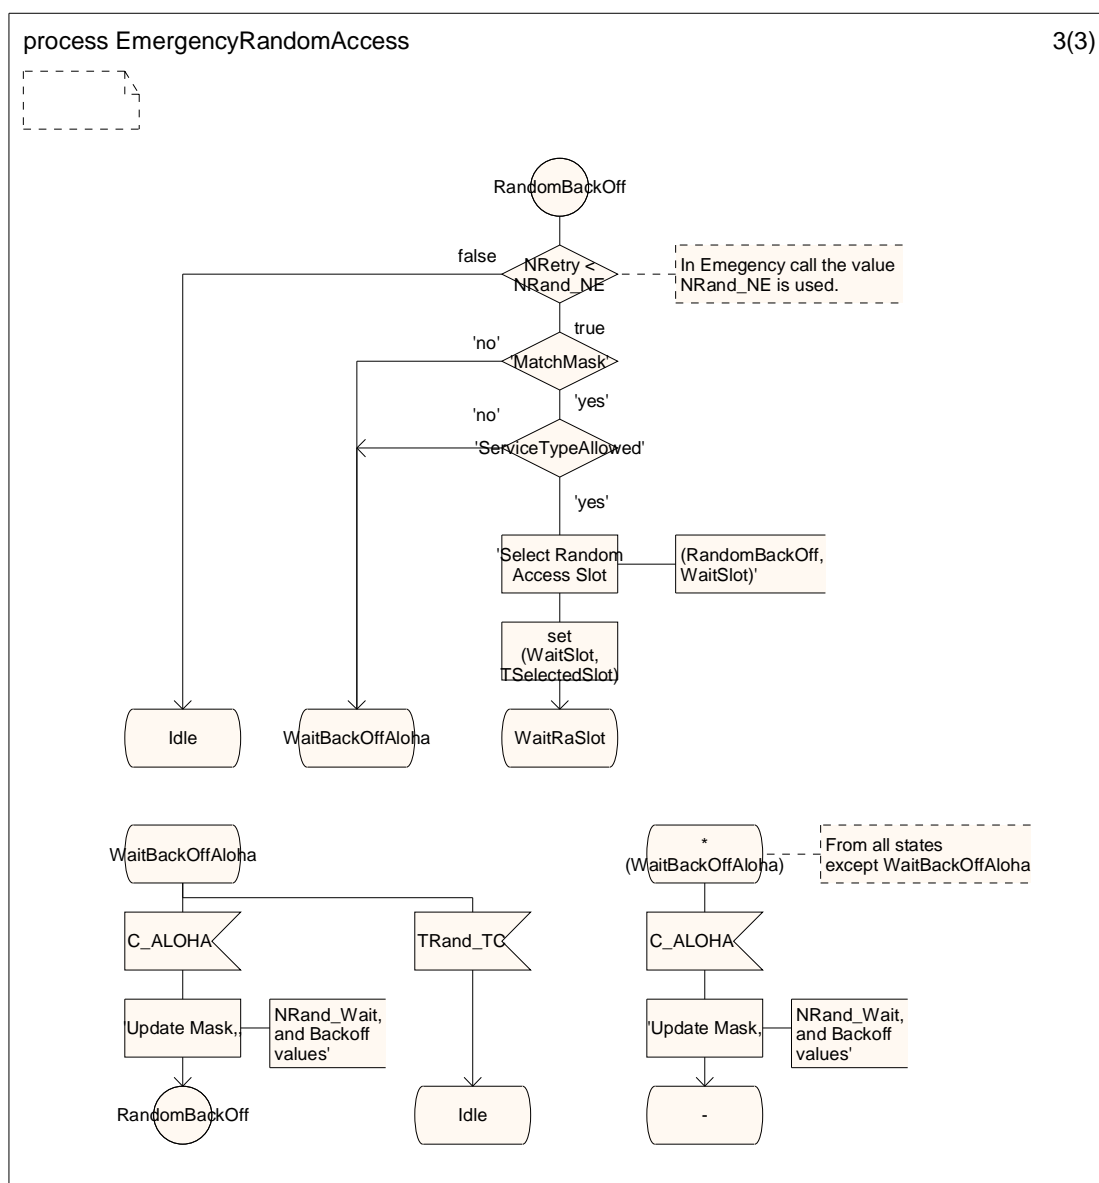 process EmergencyRandomAccess
3(3)
RandomBackOff
false
NRetry <
NRand_NE
In Emegency call the value
NRand_NE is used.
true
'no'
'MatchMask'
'yes'
'no'
'ServiceTypeAllowed'
'yes'
'Select Random
Access Slot
(RandomBackOff,
WaitSlot)'
set
(WaitSlot,
TSelectedSlot)
Idle
WaitBackOffAloha
WaitRaSlot
WaitBackOffAloha
*
(WaitBackOffAloha)
From all states
except WaitBackOffAloha
C_ALOHA
TRand_TC
C_ALOHA
'Update Mask,,
NRand_Wait,
and Backoff
values'
'Update Mask,
NRand_Wait,
and Backoff
values'
RandomBackOff
Idle
-